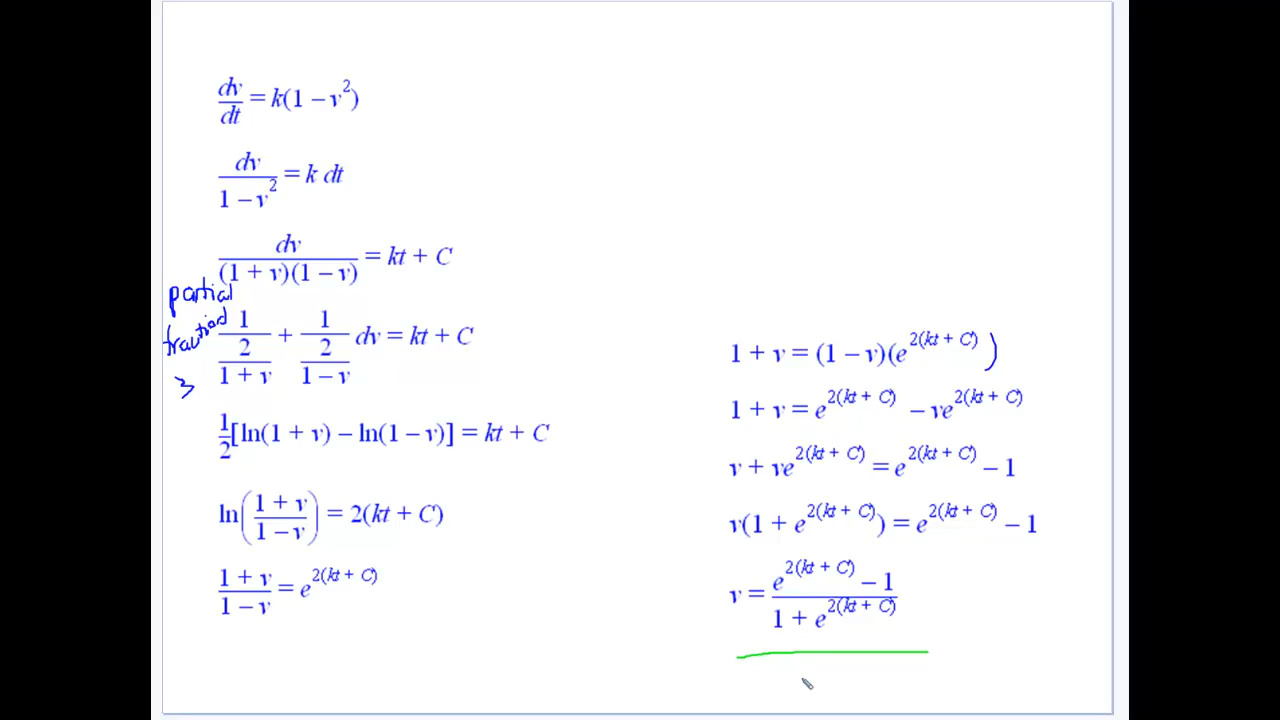 dv/dt = k(1 − v²)
dv/(1 − v²) = k dt
dv/((1 + v)(1 − v)) = kt + C
partial
fractions
1/(2/(1 + v)) + 1/(2/(1 − v)) dv = kt + C
1/2[ln(1 + v) − ln(1 − v)] = kt + C
ln((1 + v)/(1 − v)) = 2(kt + C)
(1 + v)/(1 − v) = e^2(kt + C)
1 + v = (1 − v)(e^2(kt + C))
1 + v = e^2(kt + C) − ve^2(kt + C)
v + ve^2(kt + C) = e^2(kt + C) − 1
v(1 + e^2(kt + C)) = e^2(kt + C) − 1
v = (e^2(kt + C) − 1)/(1 + e^2(kt + C))